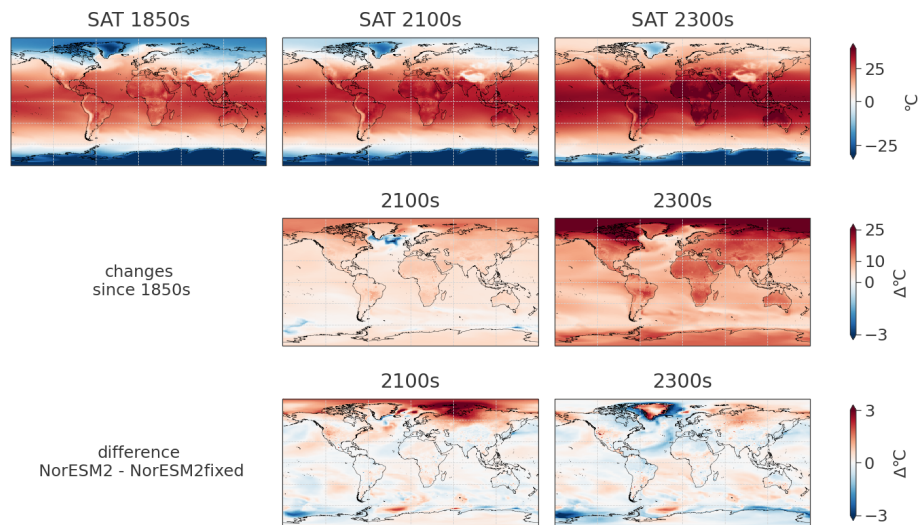 SAT 1850s SAT 2100s SAT 2300s
25
0
−25
°C
2100s 2300s
changes
since 1850s
25
10
0
−3
Δ°C
2100s 2300s
difference
NorESM2 - NorESM2fixed
3
0
−3
Δ°C